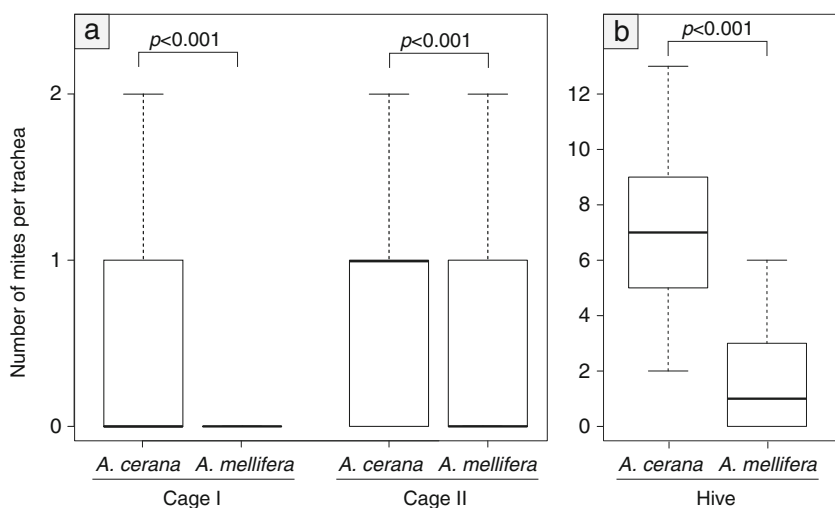 a
p<0.001
p<0.001
Number of mites per trachea
2
1
0
A. cerana A. mellifera
Cage I
A. cerana A. mellifera
Cage II
b
p<0.001
12
10
8
6
4
2
0
A. cerana A. mellifera
Hive